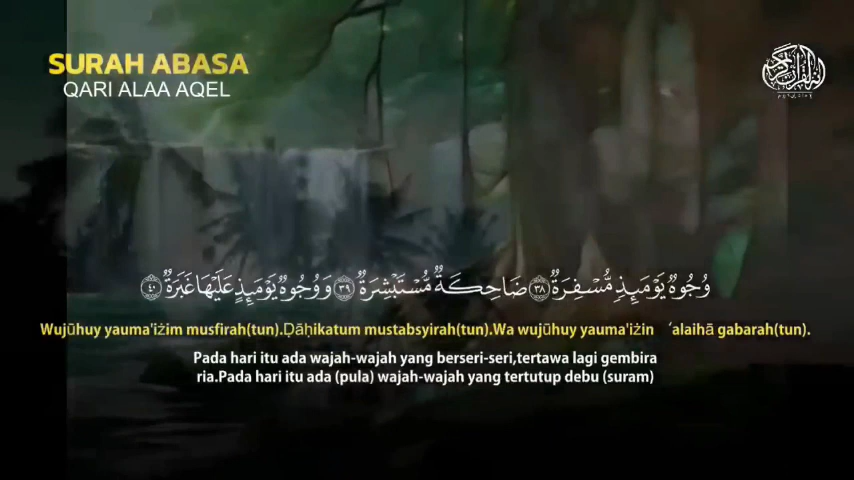 SURAH ABASA
QARI ALAA AQEL
وُجُوهٌ يَوْمَئِذٍ مُّسْفِرَةٌ ٣٨ ضَاحِكَةٌ مُّسْتَبْشِرَةٌ ٣٩ وَوُجُوهٌ يَوْمَئِذٍ عَلَيْهَا غَبَرَةٌ ٤٠
Wujūhuy yauma'iżim musfirah(tun).Ḍāḥikatum mustabsyirah(tun).Wa wujūhuy yauma'iżin ‘alaihā gabarah(tun).
Pada hari itu ada wajah-wajah yang berseri-seri,tertawa lagi gembira
ria.Pada hari itu ada (pula) wajah-wajah yang tertutup debu (suram)